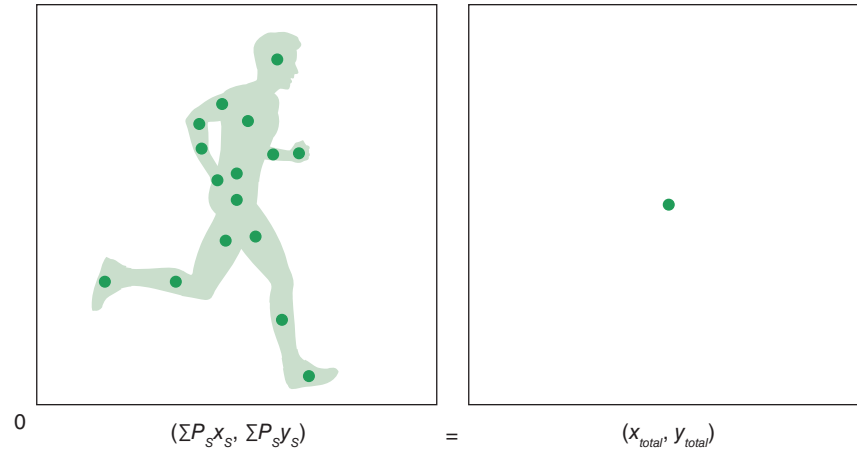 0
(ΣP_S x_S, ΣP_S y_S) = (x_total, y_total)